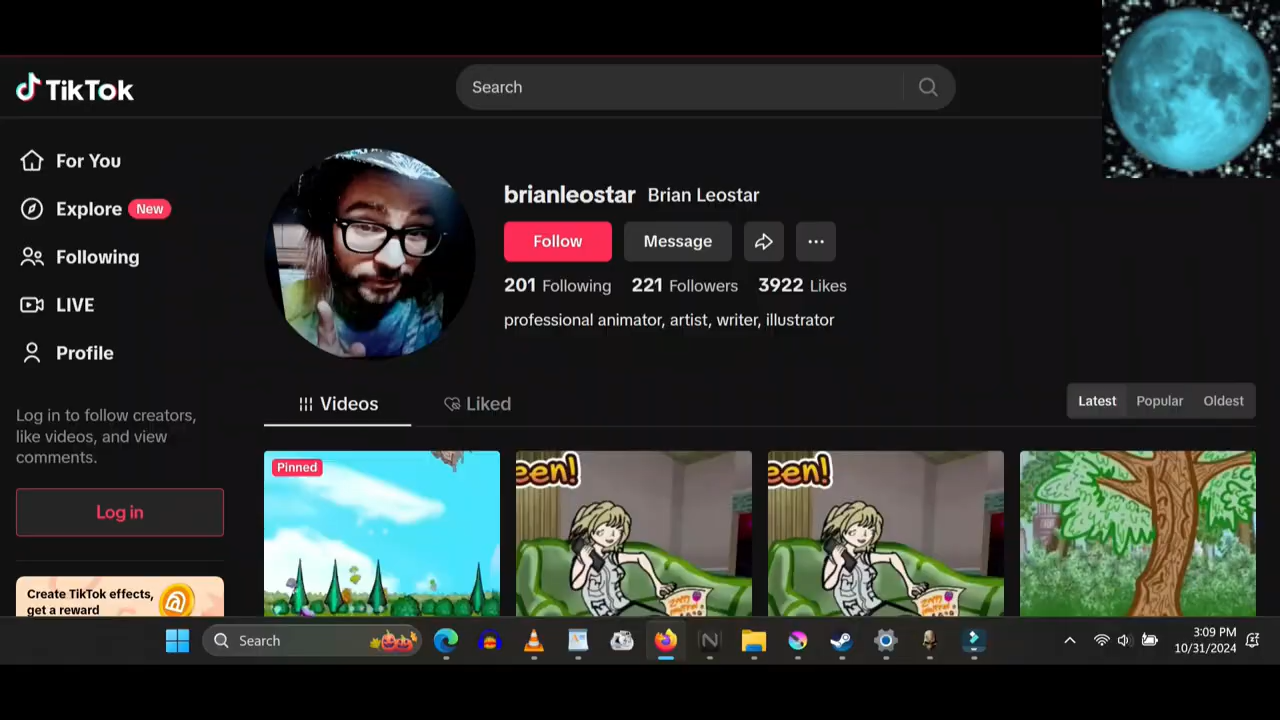 TikTok
Search
For You
Explore New
Following
LIVE
Profile
Log in to follow creators,
like videos, and view
comments.
Log in
Create TikTok effects,
get a reward
brianleostar Brian Leostar
Follow Message
201 Following 221 Followers 3922 Likes
professional animator, artist, writer, illustrator
Videos Liked
Latest Popular Oldest
Pinned
een!
een!
Search
3:09 PM
10/31/2024